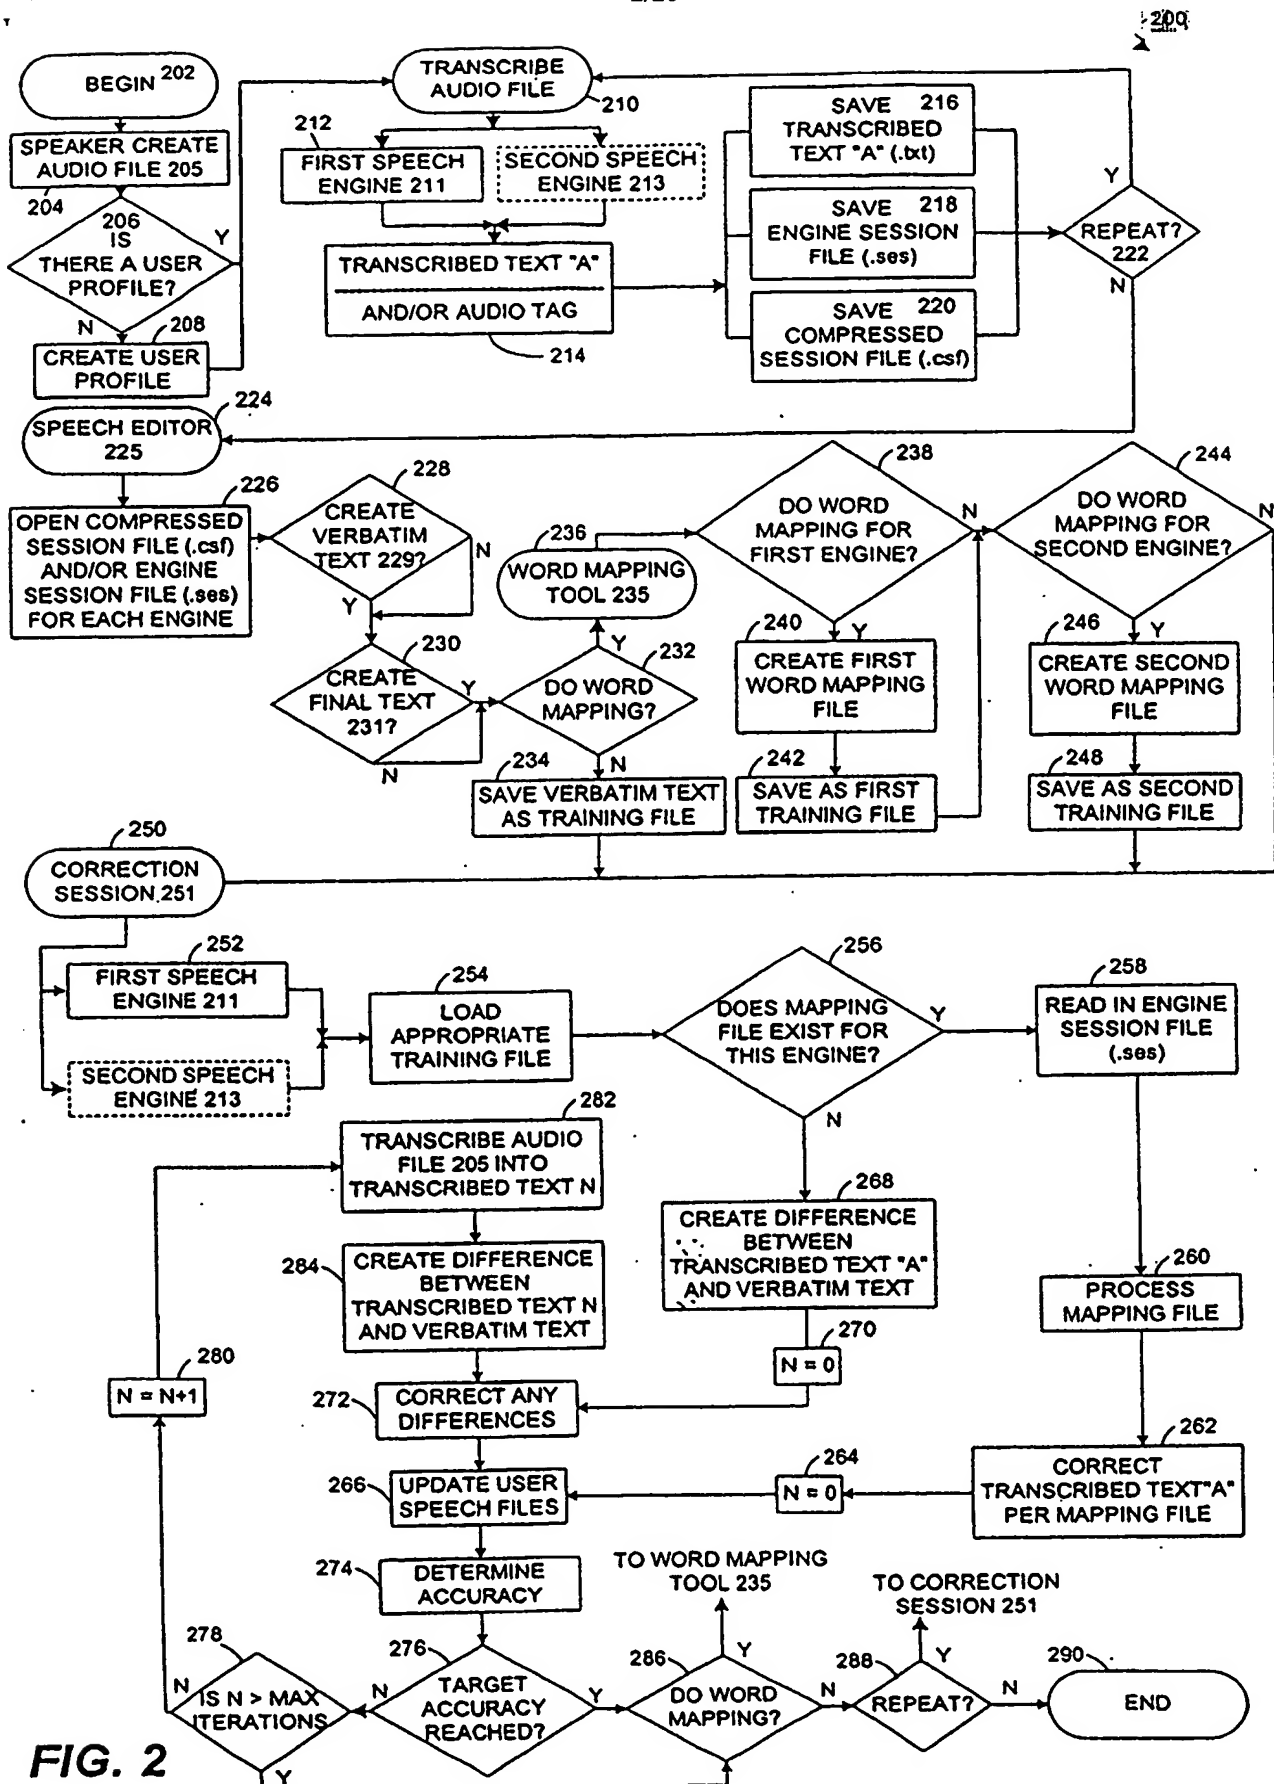 200
BEGIN 202
SPEAKER CREATE
AUDIO FILE 205
204
206
IS
THERE A USER
PROFILE?
Y
N
208
CREATE USER
PROFILE
TRANSCRIBE
AUDIO FILE
210
212
FIRST SPEECH
ENGINE 211
SECOND SPEECH
ENGINE 213
TRANSCRIBED TEXT "A"
AND/OR AUDIO TAG
214
SAVE 216
TRANSCRIBED
TEXT "A" (.txt)
SAVE 218
ENGINE SESSION
FILE (.ses)
SAVE 220
COMPRESSED
SESSION FILE (.csf)
Y
REPEAT?
222
N
224
SPEECH EDITOR
225
226
OPEN COMPRESSED
SESSION FILE (.csf)
AND/OR ENGINE
SESSION FILE (.ses)
FOR EACH ENGINE
228
CREATE
VERBATIM
TEXT 229?
N
Y
230
CREATE
FINAL TEXT
231?
Y
N
236
WORD MAPPING
TOOL 235
Y
232
DO WORD
MAPPING?
N
234
SAVE VERBATIM TEXT
AS TRAINING FILE
238
DO WORD
MAPPING FOR
FIRST ENGINE?
N
Y
240
CREATE FIRST
WORD MAPPING
FILE
242
SAVE AS FIRST
TRAINING FILE
244
DO WORD
MAPPING FOR
SECOND ENGINE?
N
Y
246
CREATE SECOND
WORD MAPPING
FILE
248
SAVE AS SECOND
TRAINING FILE
250
CORRECTION
SESSION 251
252
FIRST SPEECH
ENGINE 211
SECOND SPEECH
ENGINE 213
254
LOAD
APPROPRIATE
TRAINING FILE
256
DOES MAPPING
FILE EXIST FOR
THIS ENGINE?
Y
N
258
READ IN ENGINE
SESSION FILE
(.ses)
260
PROCESS
MAPPING FILE
262
CORRECT
TRANSCRIBED TEXT"A"
PER MAPPING FILE
264
N = 0
268
CREATE DIFFERENCE
BETWEEN
TRANSCRIBED TEXT "A"
AND VERBATIM TEXT
270
N = 0
282
TRANSCRIBE AUDIO
FILE 205 INTO
TRANSCRIBED TEXT N
284
CREATE DIFFERENCE
BETWEEN
TRANSCRIBED TEXT N
AND VERBATIM TEXT
280
N = N+1
272
CORRECT ANY
DIFFERENCES
266
UPDATE USER
SPEECH FILES
274
DETERMINE
ACCURACY
276
TARGET
ACCURACY
REACHED?
N
Y
278
N
IS N > MAX
ITERATIONS
Y
TO WORD MAPPING
TOOL 235
Y
286
DO WORD
MAPPING?
N
TO CORRECTION
SESSION 251
Y
288
REPEAT?
N
290
END
FIG. 2